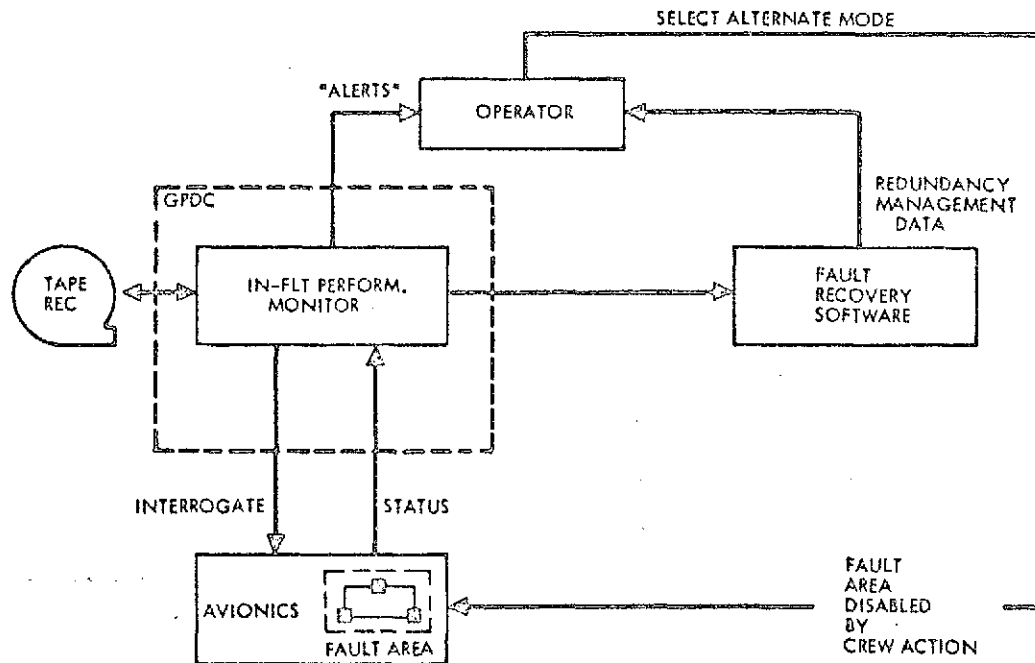 SELECT ALTERNATE MODE
"ALERTS"
OPERATOR
GPDC
REDUNDANCY
MANAGEMENT
DATA
TAPE
REC
IN-FLT PERFORM.
MONITOR
FAULT
RECOVERY
SOFTWARE
INTERROGATE
STATUS
AVIONICS
FAULT AREA
FAULT
AREA
DISABLED
BY
CREW ACTION